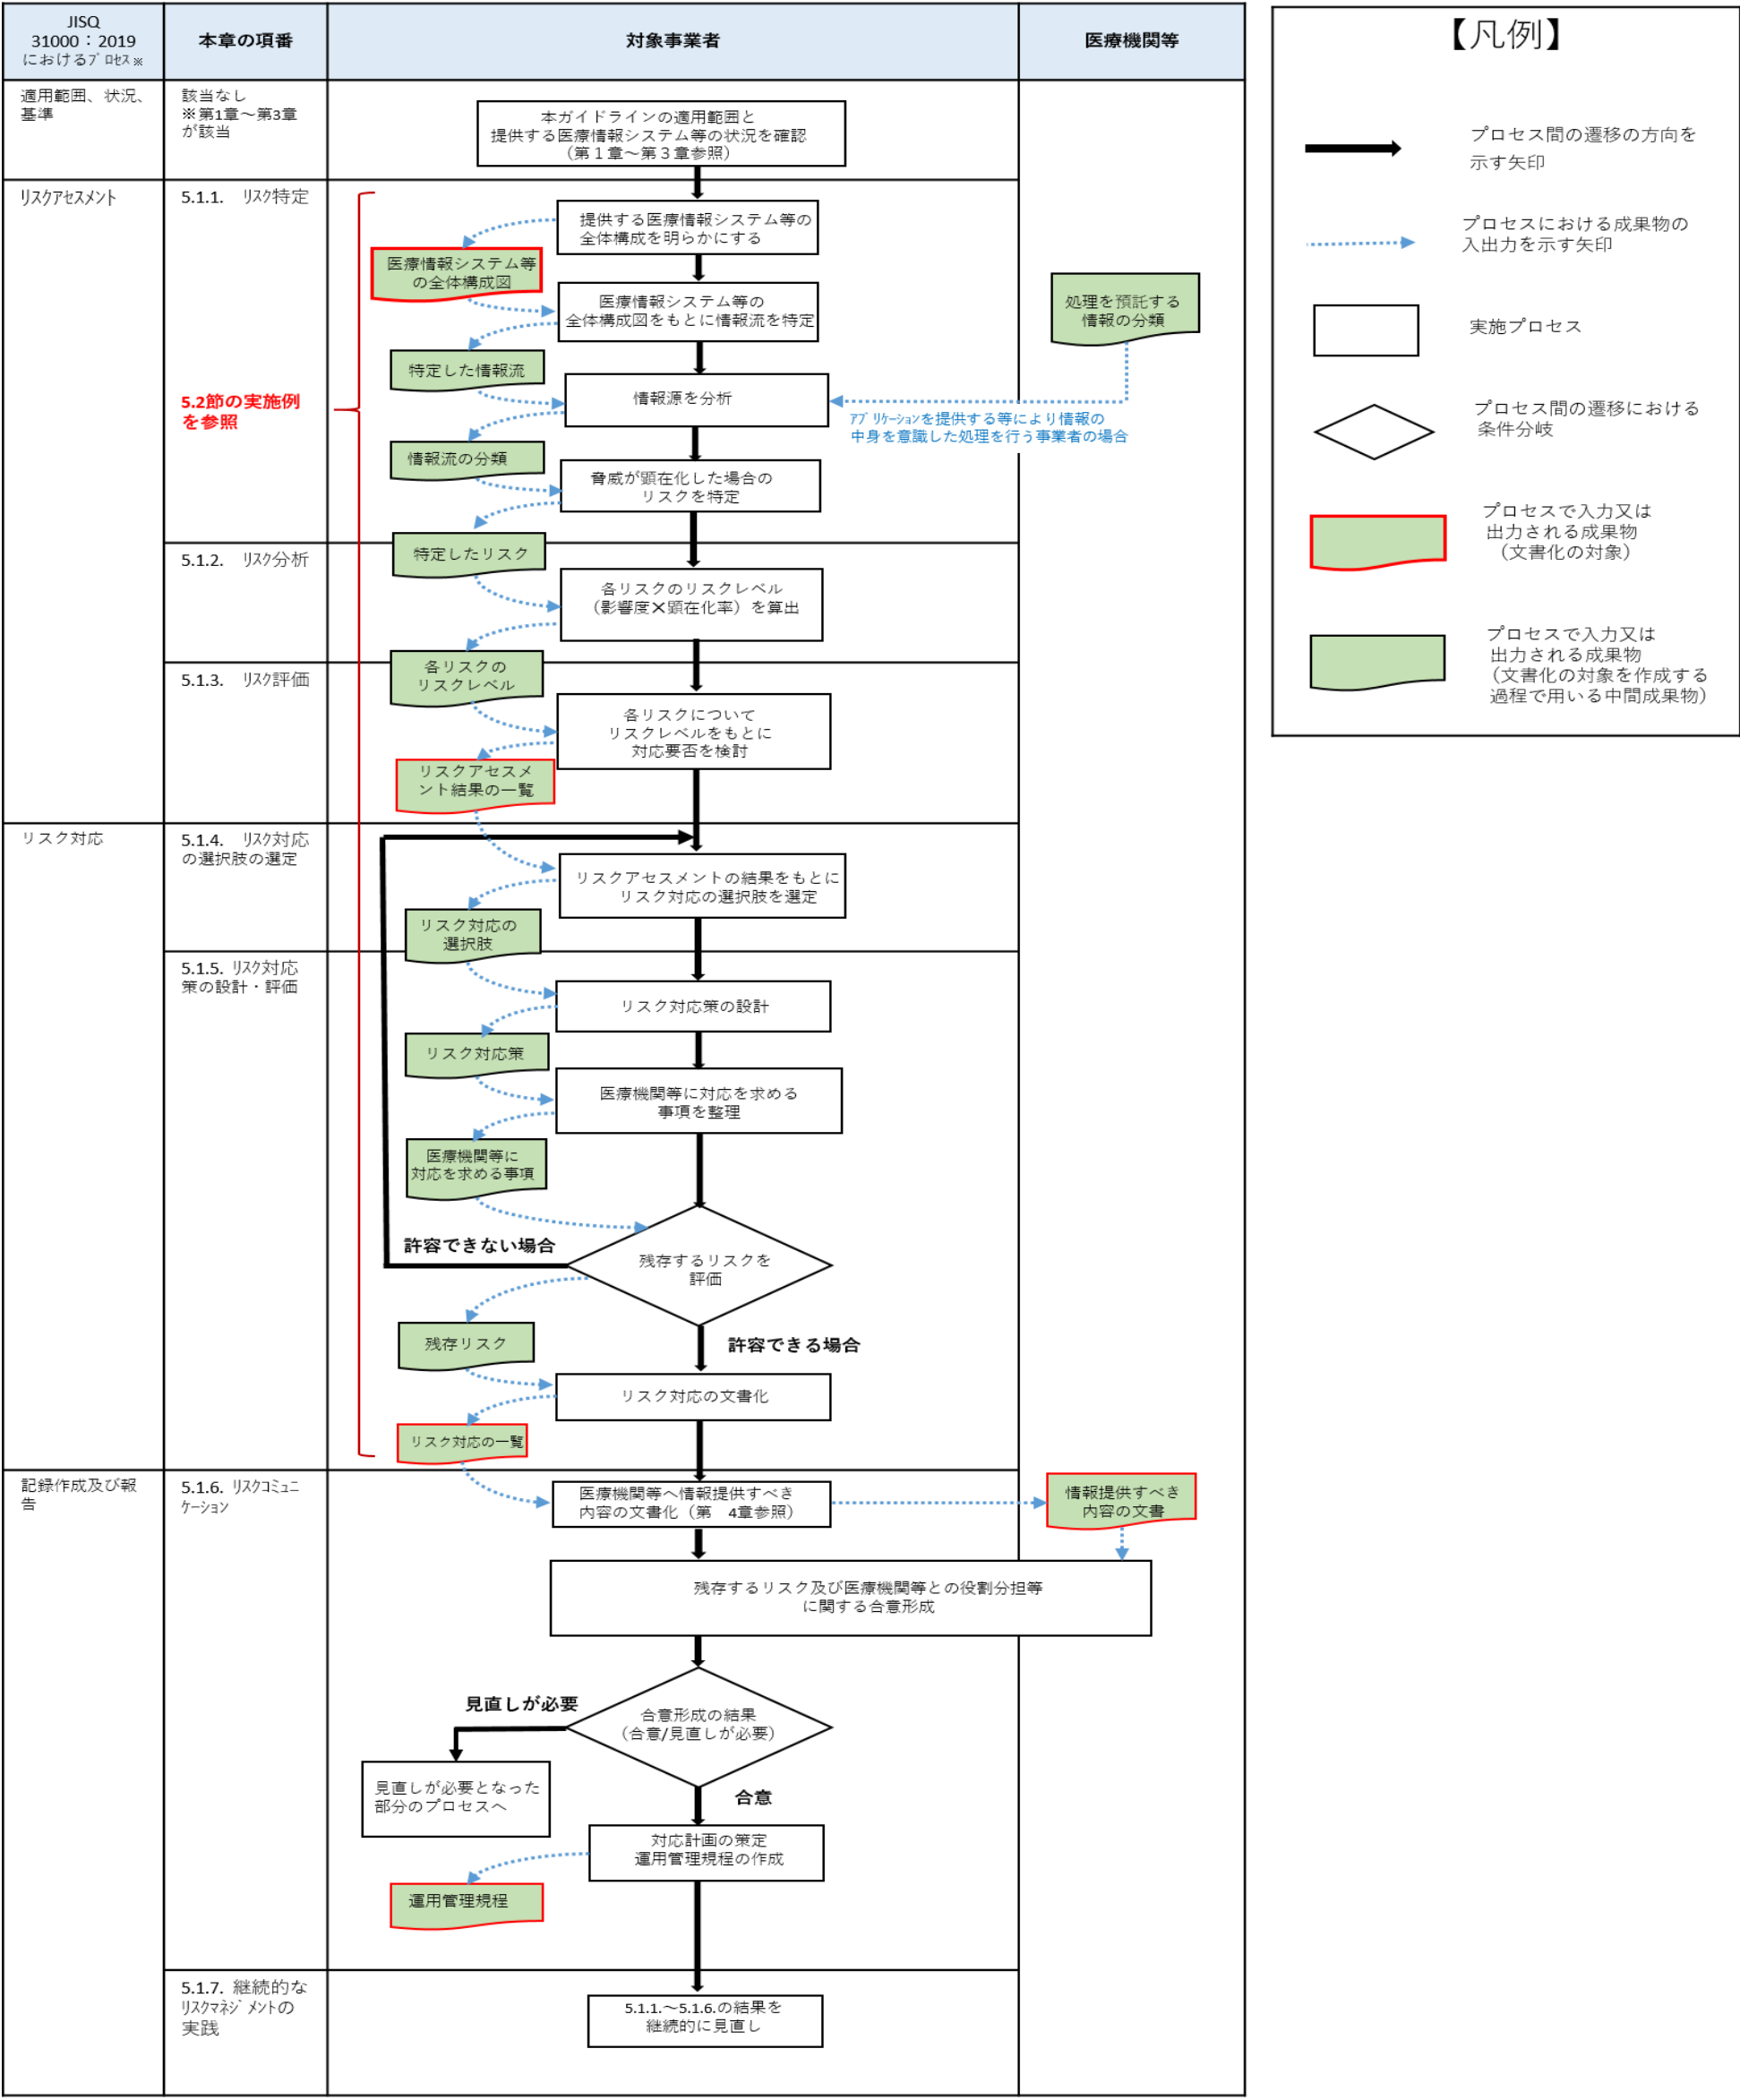 JISQ
31000：2019
におけるﾌﾟﾛｾｽ※
本章の項番
対象事業者
医療機関等
適用範囲、状況、
基準
該当なし
※第1章～第3章
が該当
本ガイドラインの適用範囲と
提供する医療情報システム等の状況を確認
（第１章～第３章参照）
ﾘｽｸｱｾｽﾒﾝﾄ
5.1.1.　ﾘｽｸ特定
5.2節の実施例
を参照
提供する医療情報システム等の
全体構成を明らかにする
医療情報システム等
の全体構成図
医療情報システム等の
全体構成図をもとに情報流を特定
処理を預託する
情報の分類
特定した情報流
情報源を分析
ｱﾌﾟﾘｹｰｼｮﾝを提供する等により情報の
中身を意識した処理を行う事業者の場合
情報流の分類
脅威が顕在化した場合の
リスクを特定
5.1.2.　ﾘｽｸ分析
特定したリスク
各リスクのリスクレベル
（影響度×顕在化率）を算出
5.1.3.　ﾘｽｸ評価
各リスクの
リスクレベル
各リスクについて
リスクレベルをもとに
対応要否を検討
リスクアセスメ
ント結果の一覧
リスク対応
5.1.4.　ﾘｽｸ対応
の選択肢の選定
リスクアセスメントの結果をもとに
リスク対応の選択肢を選定
リスク対応の
選択肢
5.1.5. ﾘｽｸ対応
策の設計・評価
リスク対応策の設計
リスク対応策
医療機関等に対応を求める
事項を整理
医療機関等に
対応を求める事項
許容できない場合
残存するリスクを
評価
残存リスク
許容できる場合
リスク対応の文書化
リスク対応の一覧
記録作成及び報
告
5.1.6. ﾘｽｸｺﾐｭﾆ
ｹｰｼｮﾝ
医療機関等へ情報提供すべき
内容の文書化（第　4章参照）
情報提供すべき
内容の文書
残存するリスク及び医療機関等との役割分担等
に関する合意形成
見直しが必要
合意形成の結果
（合意/見直しが必要）
見直しが必要となった
部分のプロセスへ
合意
対応計画の策定
運用管理規程の作成
運用管理規程
5.1.7. 継続的な
ﾘｽｸﾏﾈｼﾞﾒﾝﾄの
実践
5.1.1.～5.1.6.の結果を
継続的に見直し
【凡例】
プロセス間の遷移の方向を
示す矢印
プロセスにおける成果物の
入出力を示す矢印
実施プロセス
プロセス間の遷移における
条件分岐
プロセスで入力又は
出力される成果物
（文書化の対象）
プロセスで入力又は
出力される成果物
（文書化の対象を作成する
過程で用いる中間成果物）